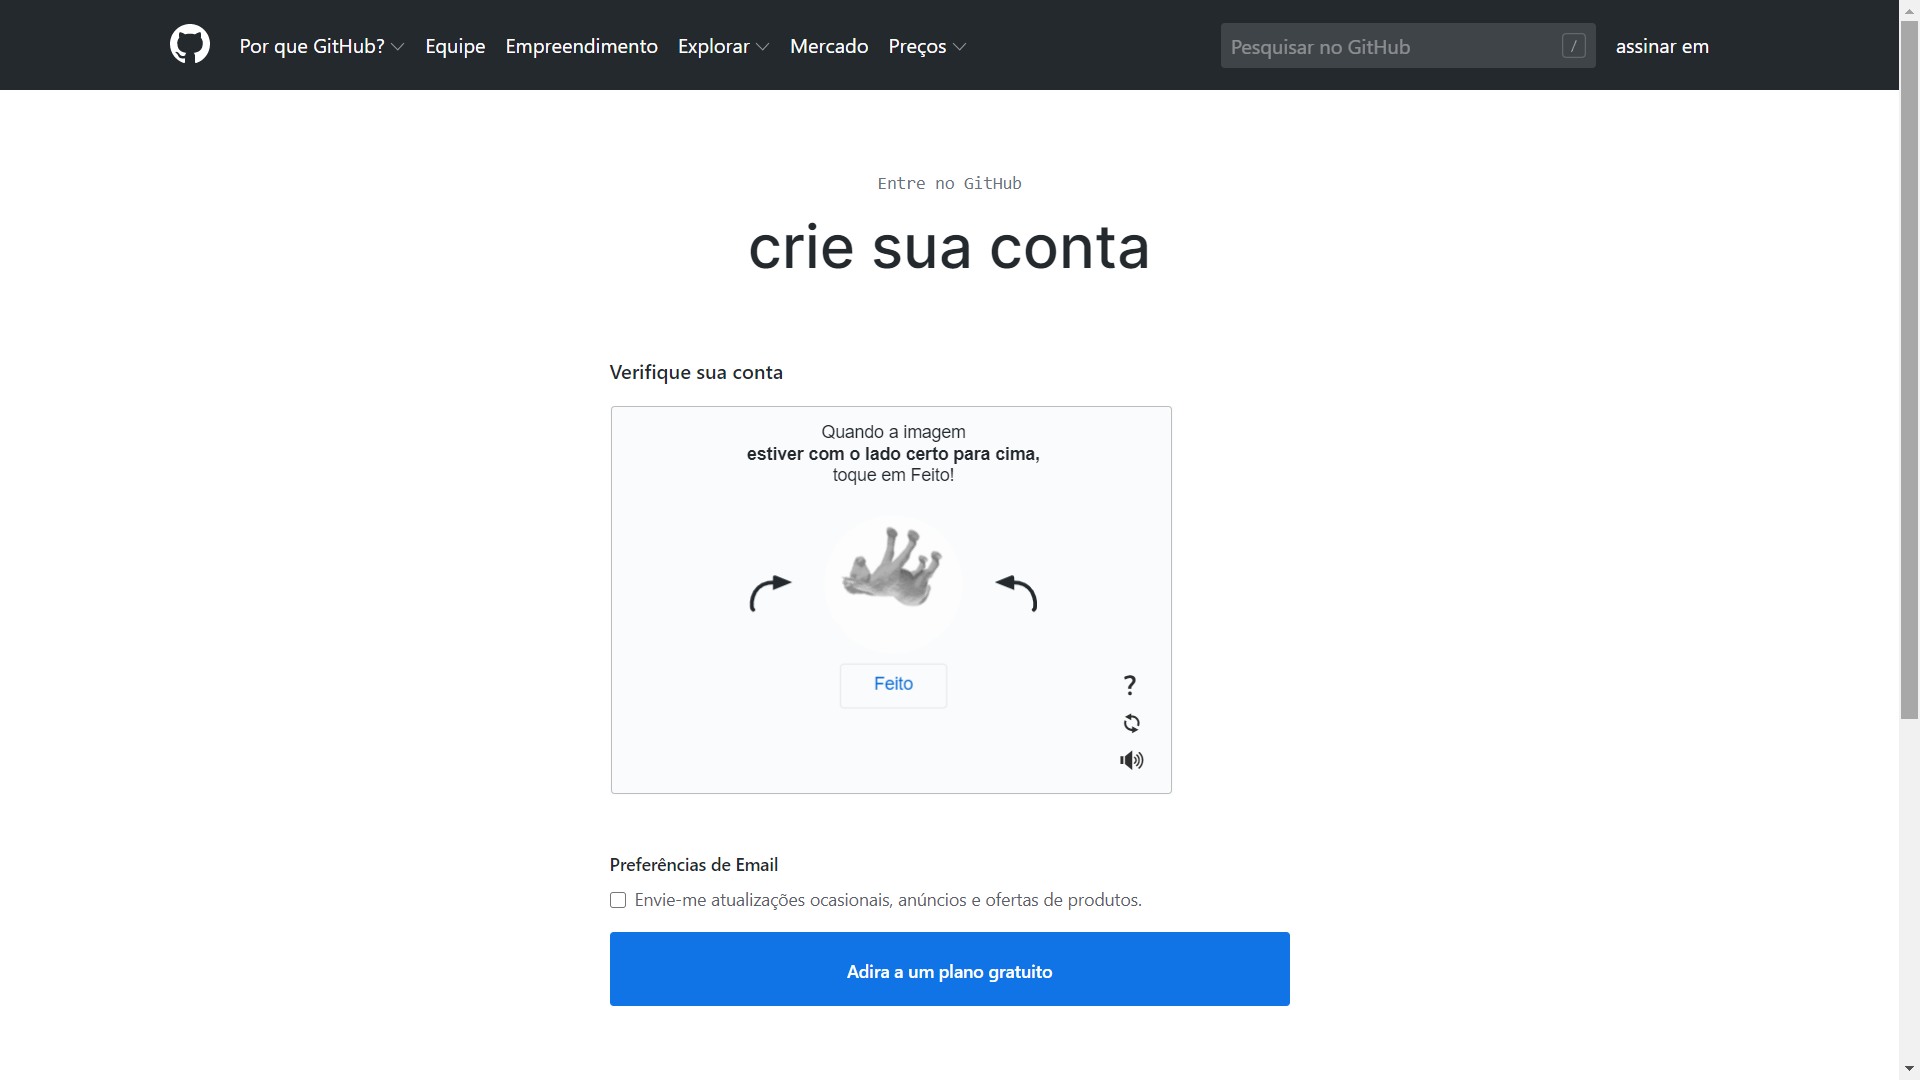 Por que GitHub? Equipe Empreendimento Explorar Mercado Preços Pesquisar no GitHub / assinar em
Entre no GitHub
crie sua conta
Verifique sua conta
Quando a imagem
estiver com o lado certo para cima,
toque em Feito!
Feito
?
Preferências de Email
Envie-me atualizações ocasionais, anúncios e ofertas de produtos.
Adira a um plano gratuito